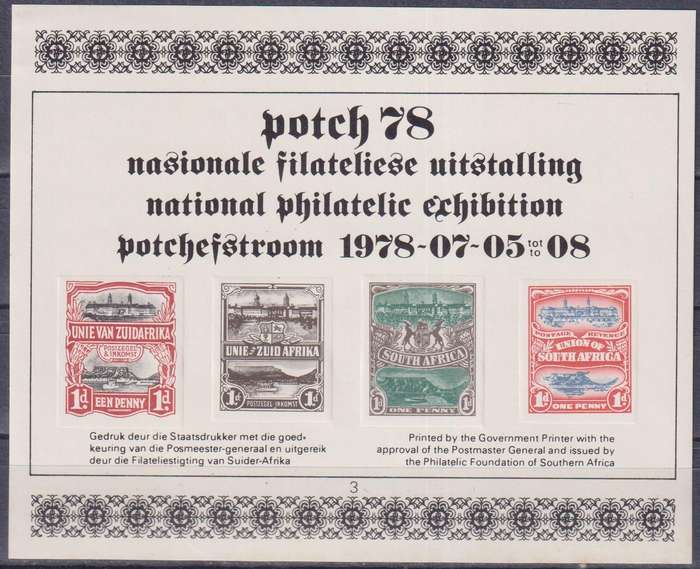 potch 78
nasionale filateliese uitstalling
national philatelic exhibition
potchefstroom 1978-07-05 tot to 08
UNIE VAN ZUIDAFRIKA
POSTZEGEL & INKOMST
1d 1d
EEN PENNY
UNIE VAN ZUID AFRIKA
1d 1d
POSTZEGEL INKOMST
SOUTH AFRICA
1d 1d
ONE PENNY
POSTAGE REVENUE
UNION OF
SOUTH AFRICA
1d 1d
ONE PENNY
Gedruk deur die Staatsdrukker met die goed-
keuring van die Posmeester-generaal en uitgereik
deur die Filateliestigting van Suider-Afrika
Printed by the Government Printer with the
approval of the Postmaster General and issued by
the Philatelic Foundation of Southern Africa
3